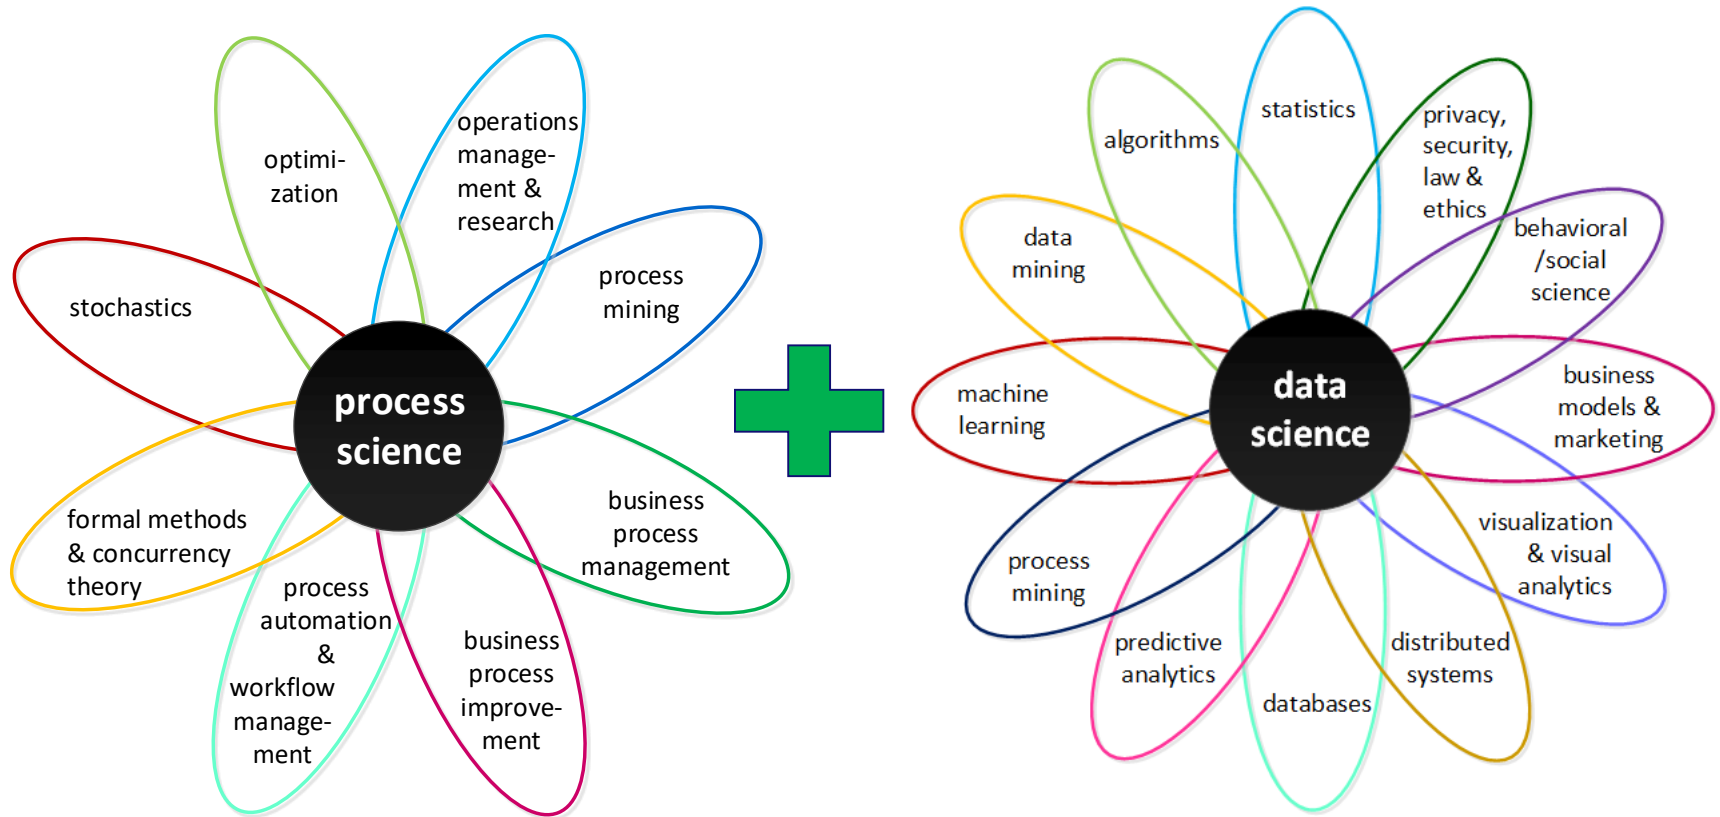 process
science
optimi-
zation
operations
manage-
ment &
research
process
mining
business
process
management
business
process
improve-
ment
process
automation
&
workflow
manage-
ment
formal methods
& concurrency
theory
stochastics
data
science
statistics
privacy,
security,
law &
ethics
behavioral
/social
science
business
models &
marketing
visualization
& visual
analytics
distributed
systems
databases
predictive
analytics
process
mining
machine
learning
data
mining
algorithms